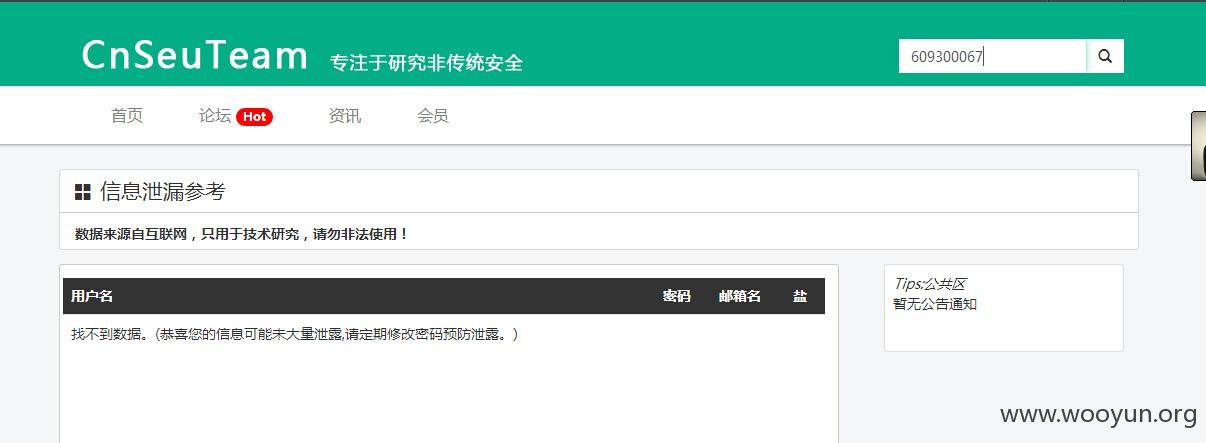 CnSeuTeam 专注于研究非传统安全 609300067
首页 论坛 Hot 资讯 会员
信息泄漏参考
数据来源自互联网，只用于技术研究，请勿非法使用！
用户名 密码 邮箱名 盐
找不到数据。(恭喜您的信息可能未大量泄露,请定期修改密码预防泄露。)
Tips:公共区
暂无公告通知
www.wooyun.org